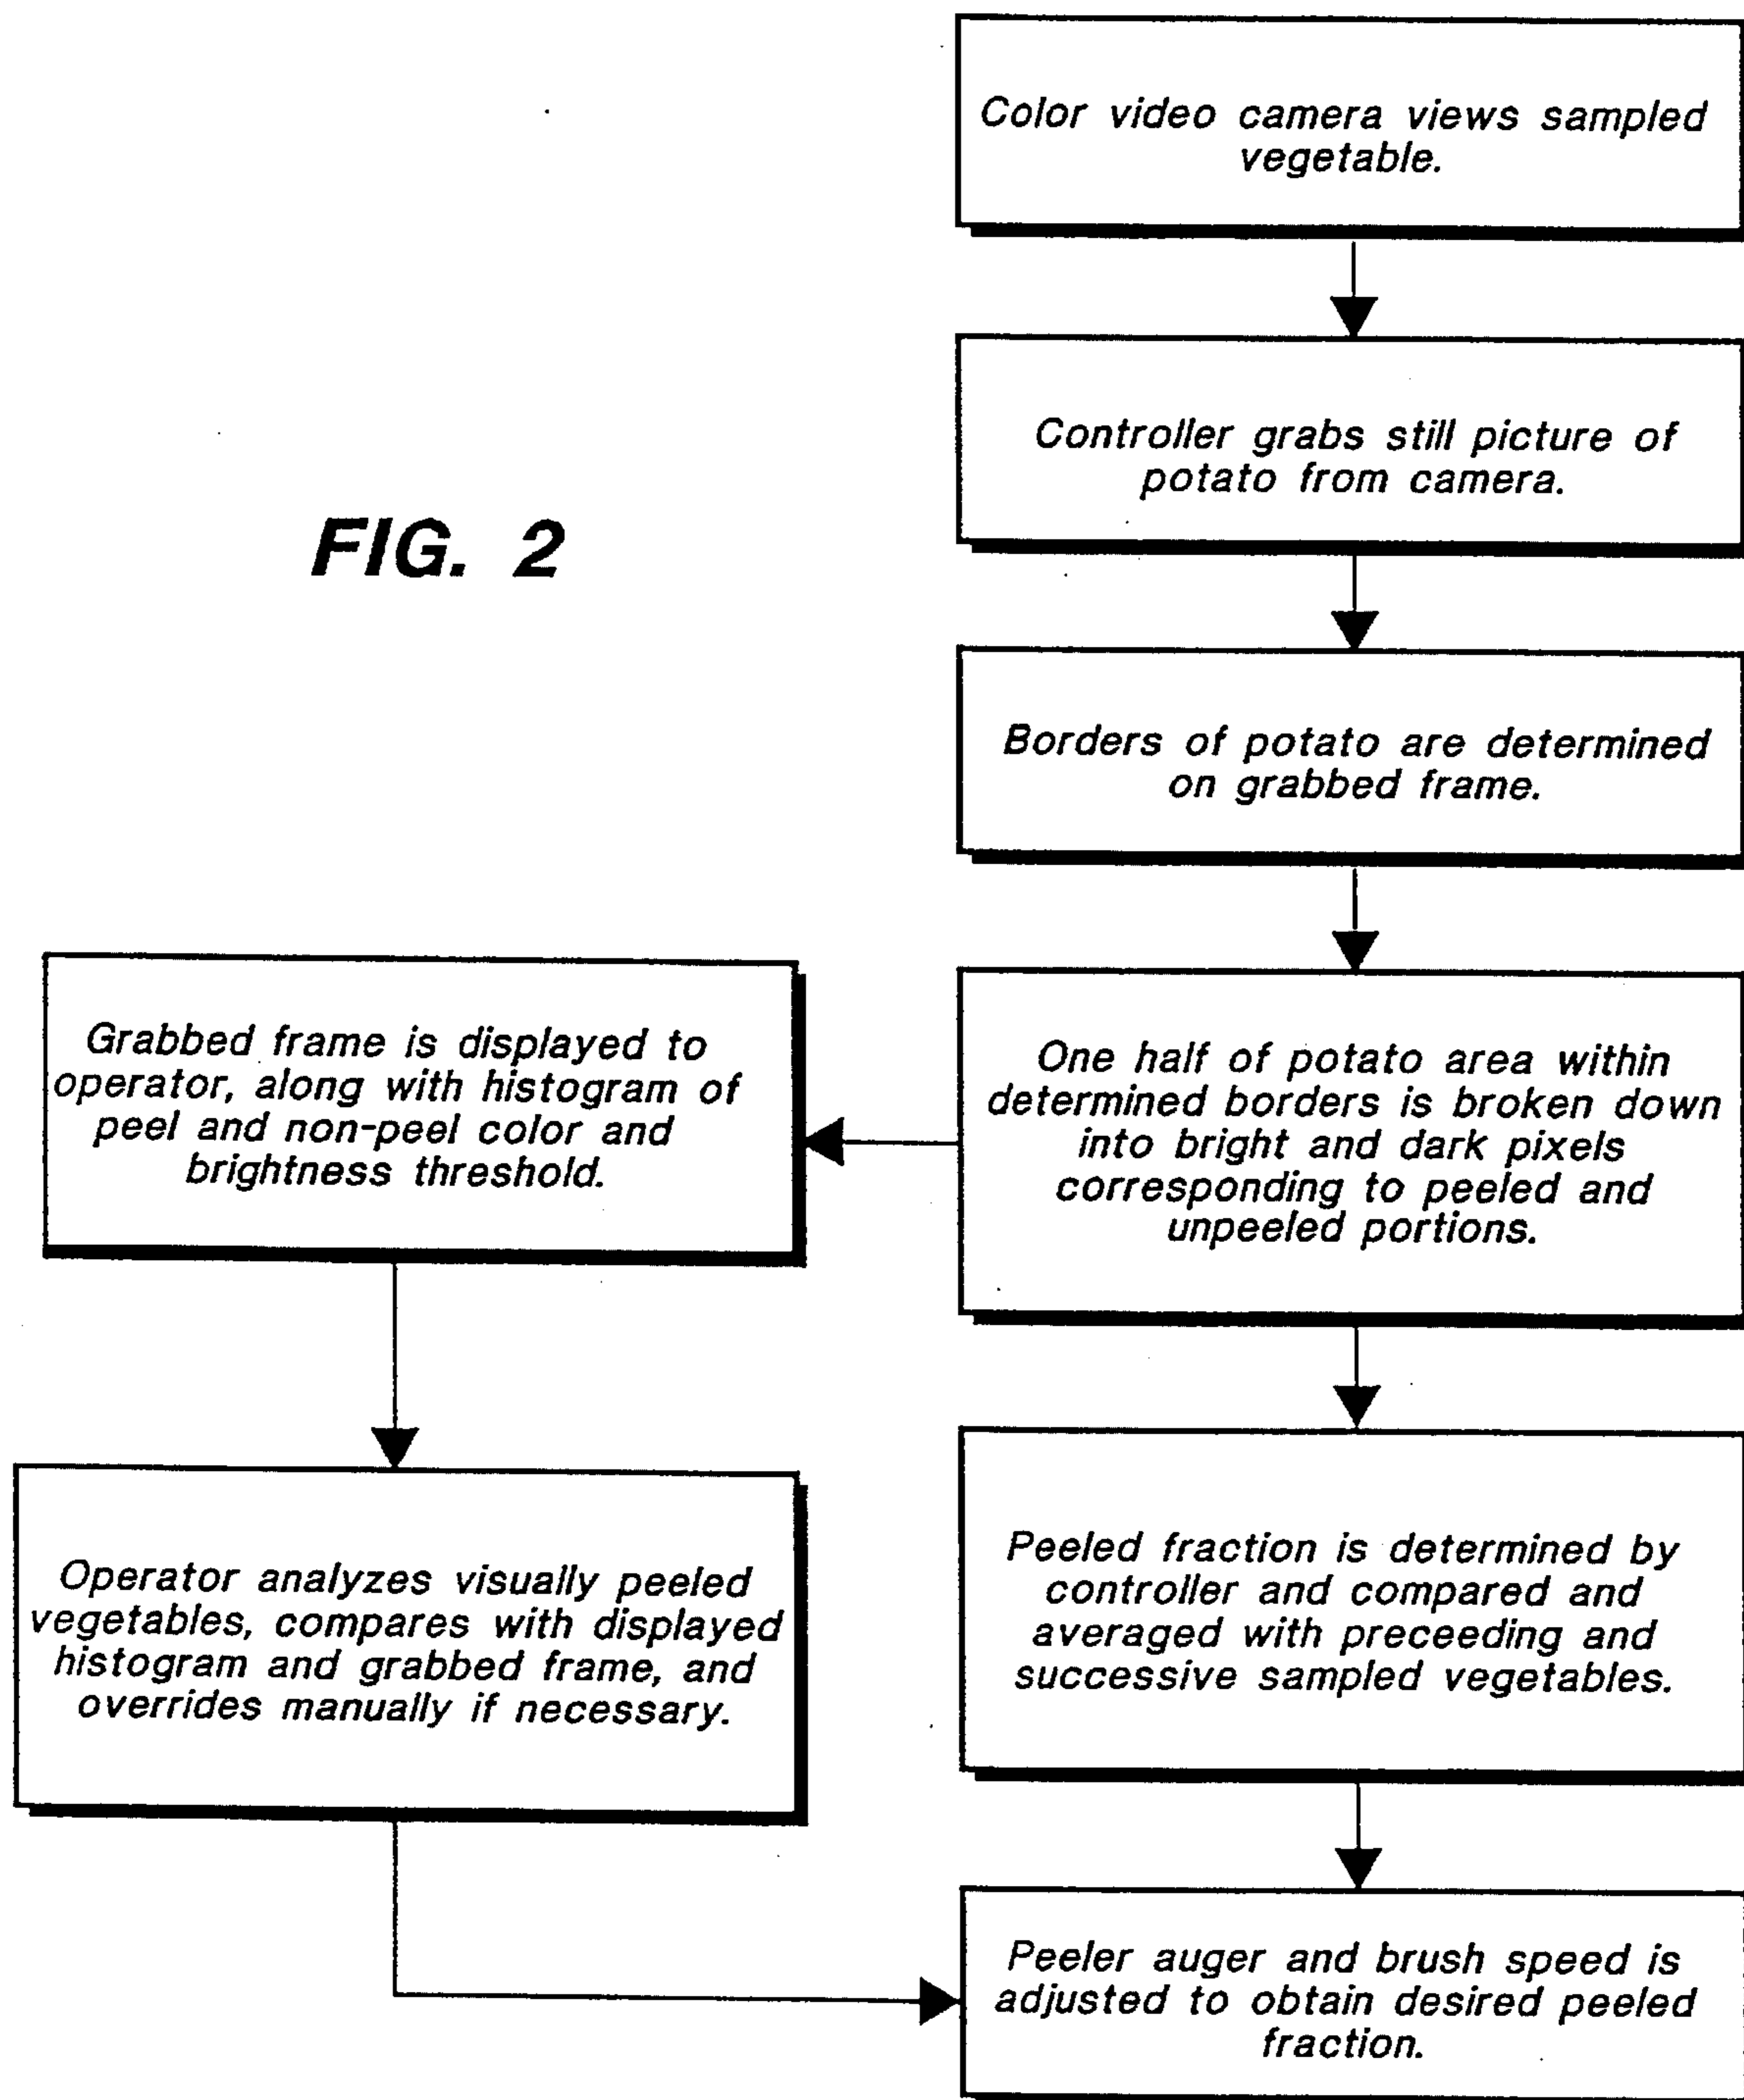 Color video camera views sampled
vegetable.
Controller grabs still picture of
potato from camera.
FIG. 2
Borders of potato are determined
on grabbed frame.
One half of potato area within
determined borders is broken down
into bright and dark pixels
corresponding to peeled and
unpeeled portions.
Grabbed frame is displayed to
operator, along with histogram of
peel and non-peel color and
brightness threshold.
Operator analyzes visually peeled
vegetables, compares with displayed
histogram and grabbed frame, and
overrides manually if necessary.
Peeled fraction is determined by
controller and compared and
averaged with preceeding and
successive sampled vegetables.
Peeler auger and brush speed is
adjusted to obtain desired peeled
fraction.